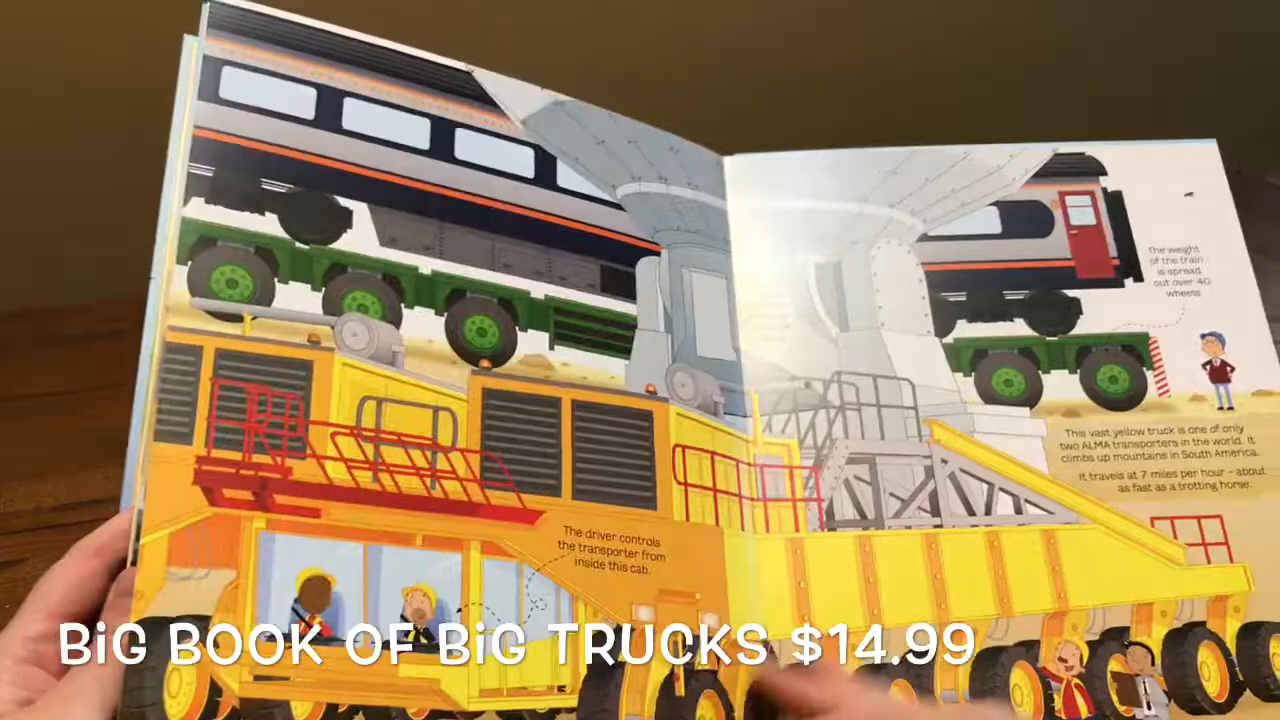 The weight
of the train
is spread
out over 40
wheels.
This vast yellow truck is one of only
two ALMA transporters in the world. It
climbs up mountains in South America.
It travels at 7 miles per hour – about
as fast as a trotting horse.
The driver controls
the transporter from
inside this cab.
BiG BOOK OF BiG TRUCKS $14.99